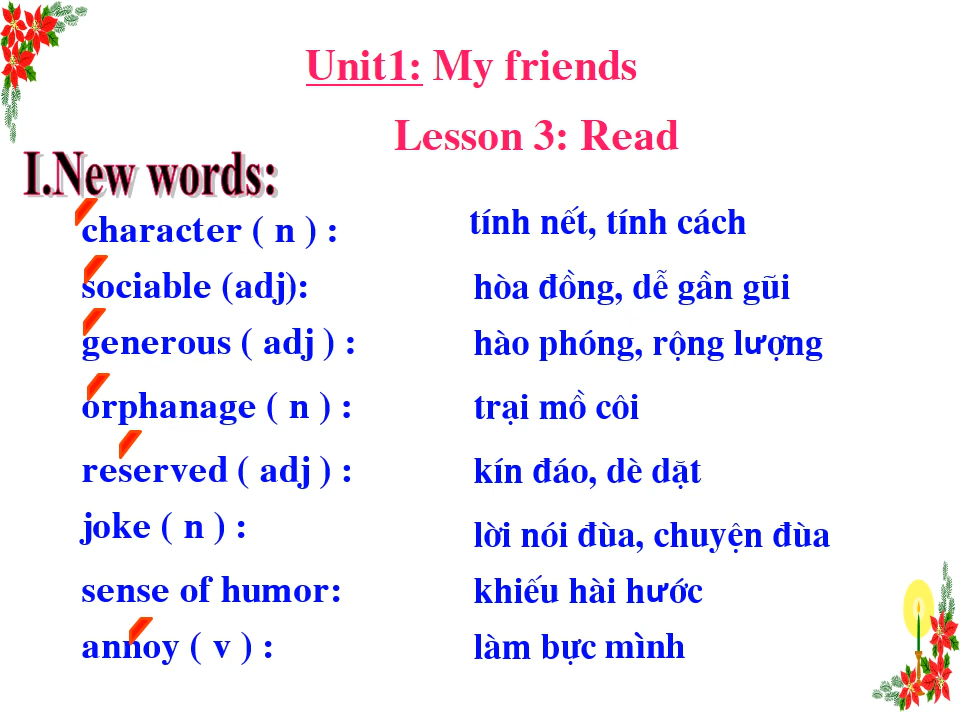 Unit1: My friends
Lesson 3: Read
I.New words:
character ( n ) : tính nết, tính cách
sociable (adj): hòa đồng, dễ gần gũi
generous ( adj ) : hào phóng, rộng lượng
orphanage ( n ) : trại mồ côi
reserved ( adj ) : kín đáo, dè dặt
joke ( n ) : lời nói đùa, chuyện đùa
sense of humor: khiếu hài hước
annoy ( v ) : làm bực mình